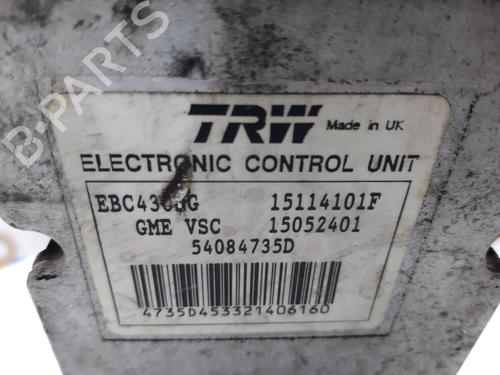 B-PARTS
TRW Made in UK
ELECTRONIC CONTROL UNIT
15114101F
GME VSC 15052401
54084735D
4735D453321406160